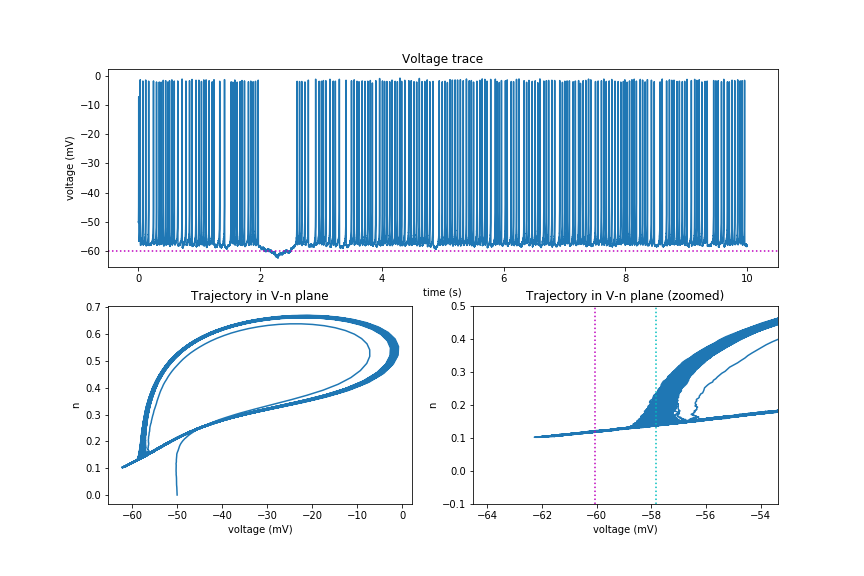 Voltage trace
voltage (mV)
0
−10
−20
−30
−40
−50
−60
0 2 4 6 8 10
time (s)
Trajectory in V-n plane
n
0.7
0.6
0.5
0.4
0.3
0.2
0.1
0.0
−60 −50 −40 −30 −20 −10 0
voltage (mV)
Trajectory in V-n plane (zoomed)
n
0.5
0.4
0.3
0.2
0.1
0.0
−0.1
−64 −62 −60 −58 −56 −54
voltage (mV)